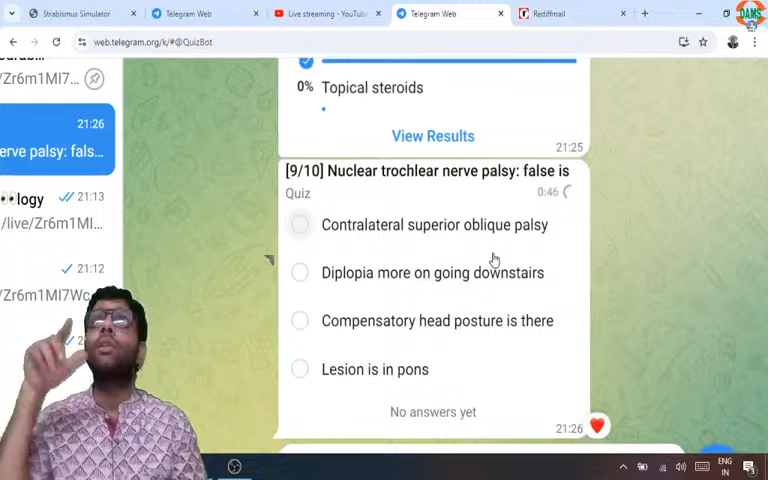 Strabismus Simulator
Telegram Web
Live streaming - YouTube
Telegram Web
Rediffmail
DAMS
web.telegram.org/k/#@QuizBot
/Zr6m1MI7...
21:26
erve palsy: fals...
logy 21:13
/live/Zr6m1MI...
21:12
/Zr6m1MI7Wc
0% Topical steroids
View Results
21:25
[9/10] Nuclear trochlear nerve palsy: false is
Quiz
0:46
Contralateral superior oblique palsy
Diplopia more on going downstairs
Compensatory head posture is there
Lesion is in pons
No answers yet
21:26
ENG
IN
3